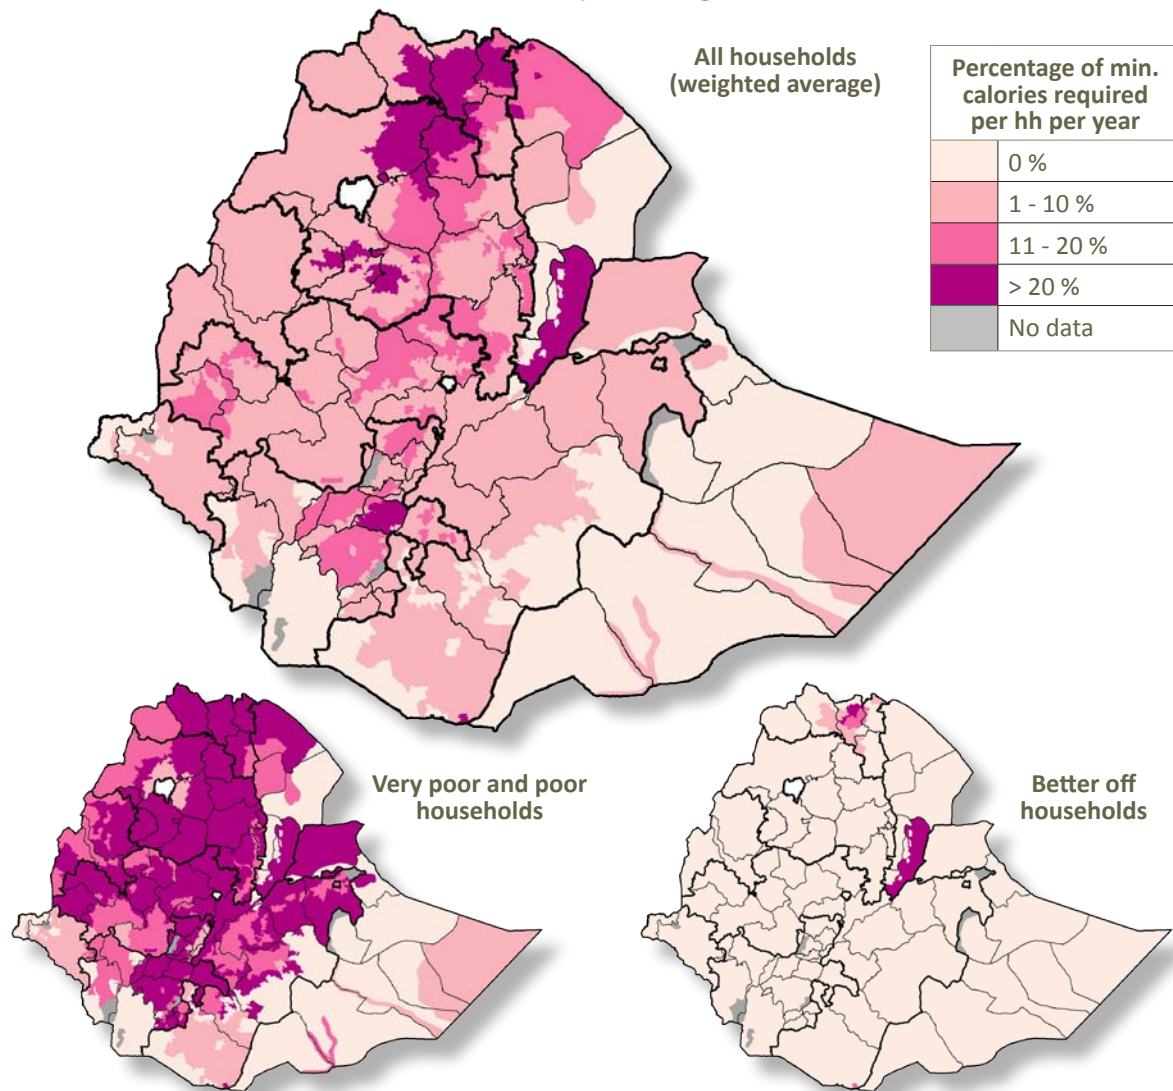 All households
(weighted average)
Percentage of min.
calories required
per hh per year
0 %
1 - 10 %
11 - 20 %
> 20 %
No data
Very poor and poor
households
Better off
households